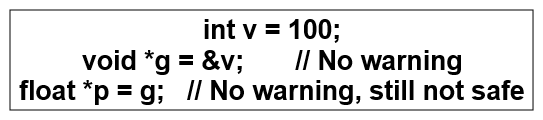 int v = 100;
void *g = &v; // No warning
float *p = g; // No warning, still not safe